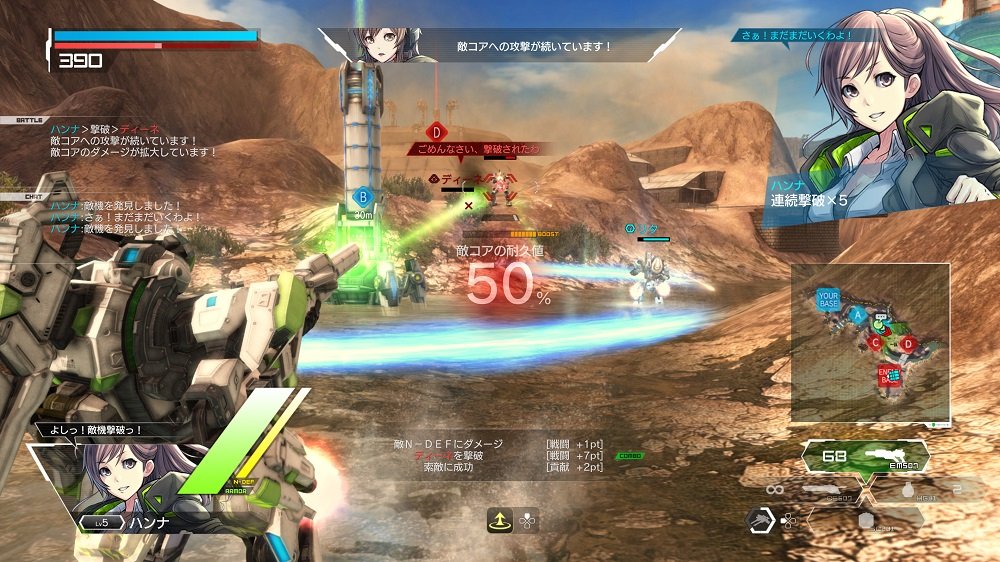 390
敵コアへの攻撃が続いています！
さぁ！まだまだいくわよ！
BATTLE
ハンナ＞撃破＞ディーネ
敵コアへの攻撃が続いています！
敵コアのダメージが拡大しています！
CHAT
ハンナ:敵機を発見しました！
ハンナ:さぁ！まだまだいくわよ！
ハンナ:敵機を発見しました
D
ごめんなさい、撃破されたわ
ディーネ
B
30m
BOOST
敵コアの耐久値
50%
ハンナ
連続撃破×5
YOUR BASE
A
C
D
よしっ！敵機撃破っ！
N-DEF
ARMOR
LV5 ハンナ
敵N－DEFにダメージ [戦闘 +1pt]
ディーネを撃破 [戦闘 +7pt] COMBO
索敵に成功 [貢献 +2pt]
68
EM507
∞
2